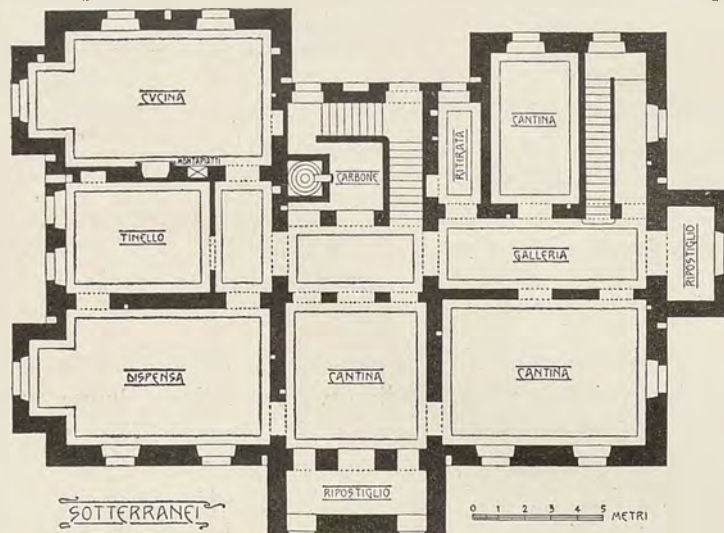 CVCINA
MONTAPIATTI
CANTINA
RITIRATA
CARBONE
TINELLO
GALLERIA
RIPOSTIGLIO
DISPENSA
CANTINA
CANTINA
RIPOSTIGLIO
SOTTERRANEI
0 1 2 3 4 5 METRI